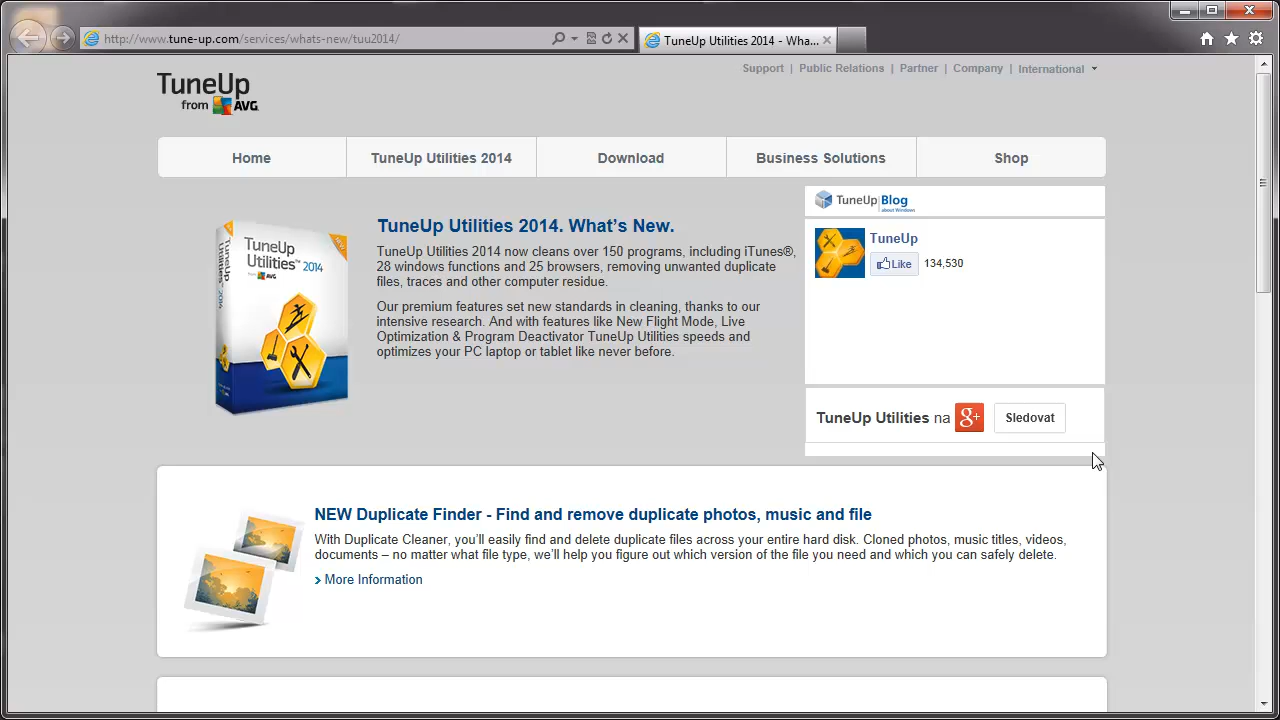 http://www.tune-up.com/services/whats-new/tuu2014/
TuneUp Utilities 2014 - Wha...
Support | Public Relations | Partner | Company | International
TuneUp
from AVG
Home
TuneUp Utilities 2014
Download
Business Solutions
Shop
TuneUp Blog
about Windows
TuneUp Utilities 2014. What's New.
TuneUp Utilities 2014 now cleans over 150 programs, including iTunes®,
28 windows functions and 25 browsers, removing unwanted duplicate
files, traces and other computer residue.
Our premium features set new standards in cleaning, thanks to our
intensive research. And with features like New Flight Mode, Live
Optimization & Program Deactivator TuneUp Utilities speeds and
optimizes your PC laptop or tablet like never before.
TuneUp
Utilities™ 2014
from AVG
NEW
TuneUp
Like 134,530
TuneUp Utilities na g+ Sledovat
NEW Duplicate Finder - Find and remove duplicate photos, music and file
With Duplicate Cleaner, you'll easily find and delete duplicate files across your entire hard disk. Cloned photos, music titles, videos,
documents – no matter what file type, we'll help you figure out which version of the file you need and which you can safely delete.
More Information